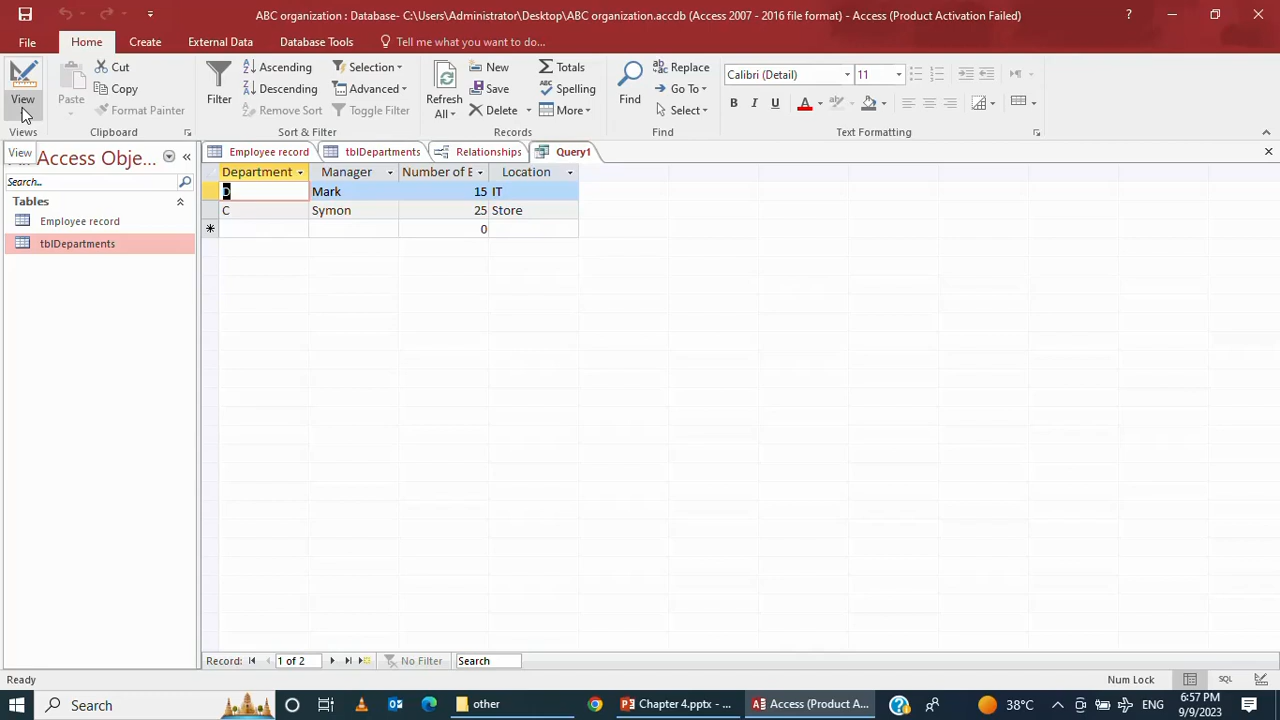 ABC organization : Database- C:\Users\Administrator\Desktop\ABC organization.accdb (Access 2007 - 2016 file format) - Access (Product Activation Failed)
File Home Create External Data Database Tools Tell me what you want to do...
View
Views
View
Paste
Cut
Copy
Format Painter
Clipboard
Filter
Ascending
Descending
Remove Sort
Selection
Advanced
Toggle Filter
Sort & Filter
Refresh
All
New
Save
Delete
Totals
Spelling
More
Records
Find
Replace
Go To
Select
Find
Calibri (Detail) 11
B I U A
Text Formatting
Access Obje...
Search...
Tables
Employee record
tblDepartments
Employee record tblDepartments Relationships Query1
Department Manager Number of E Location
D Mark 15 IT
C Symon 25 Store
* 0
Record: 1 of 2 No Filter Search
Ready Num Lock SQL
Search other Chapter 4.pptx - ... Access (Product A... 38°C ENG 6:57 PM
9/9/2023